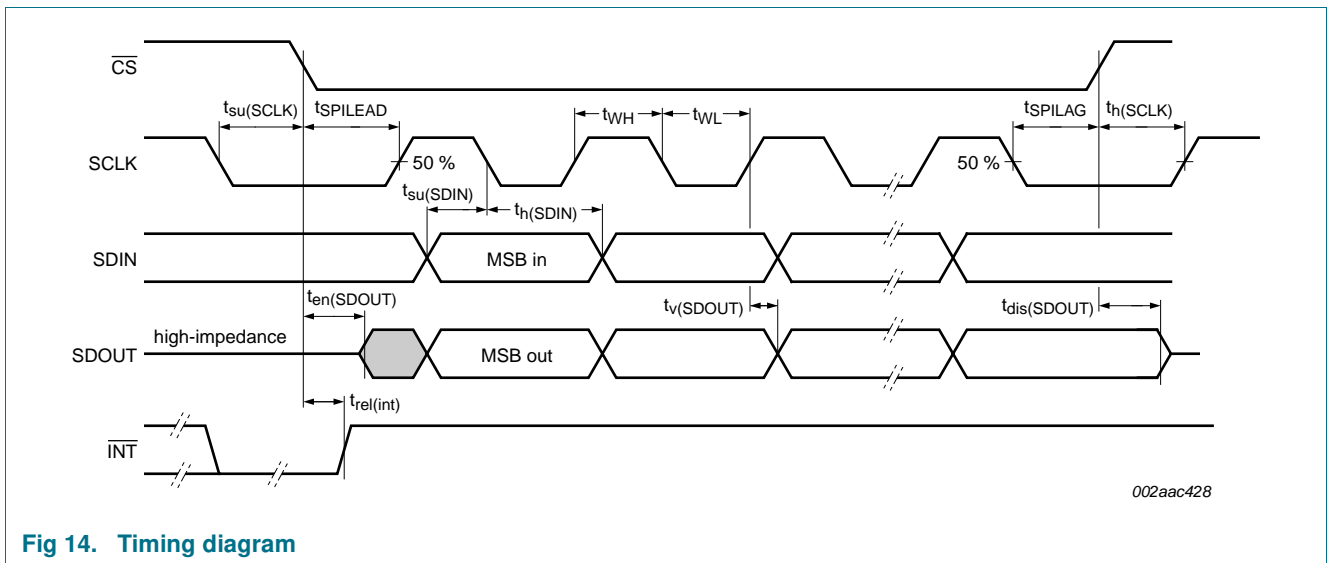 CS
tsu(SCLK) tSPILEAD tWH tWL tSPILAG th(SCLK)
SCLK 50 % 50 %
tsu(SDIN) th(SDIN)
SDIN MSB in
ten(SDOUT) tv(SDOUT) tdis(SDOUT)
high-impedance
SDOUT MSB out
trel(int)
INT
002aac428
Fig 14. Timing diagram